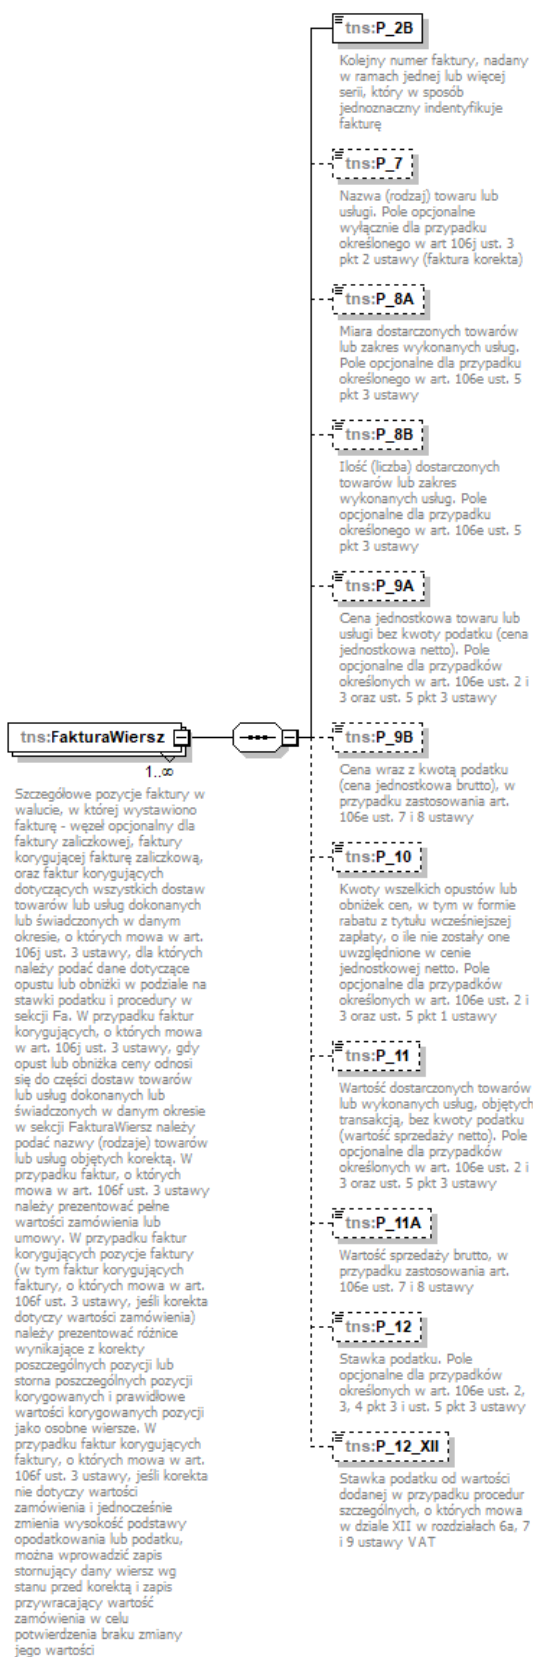 tns:P_2B
Kolejny numer faktury, nadany
w ramach jednej lub więcej
serii, który w sposób
jednoznaczny indentyfikuje
fakturę
tns:P_7
Nazwa (rodzaj) towaru lub
usługi. Pole opcjonalne
wyłącznie dla przypadku
określonego w art 106j ust. 3
pkt 2 ustawy (faktura korekta)
tns:P_8A
Miara dostarczonych towarów
lub zakres wykonanych usług.
Pole opcjonalne dla przypadku
określonego w art. 106e ust. 5
pkt 3 ustawy
tns:P_8B
Ilość (liczba) dostarczonych
towarów lub zakres
wykonanych usług. Pole
opcjonalne dla przypadku
określonego w art. 106e ust. 5
pkt 3 ustawy
tns:P_9A
Cena jednostkowa towaru lub
usługi bez kwoty podatku (cena
jednostkowa netto). Pole
opcjonalne dla przypadków
określonych w art. 106e ust. 2 i
3 oraz ust. 5 pkt 3 ustawy
tns:FakturaWiersz
1..∞
Szczegółowe pozycje faktury w
walucie, w której wystawiono
fakturę - węzeł opcjonalny dla
faktury zaliczkowej, faktury
korygującej fakturę zaliczkową,
oraz faktur korygujących
dotyczących wszystkich dostaw
towarów lub usług dokonanych
lub świadczonych w danym
okresie, o których mowa w art.
106j ust. 3 ustawy, dla których
należy podać dane dotyczące
opustu lub obniżki w podziale na
stawki podatku i procedury w
sekcji Fa. W przypadku faktur
korygujących, o których mowa
w art. 106j ust. 3 ustawy, gdy
opust lub obniżka ceny odnosi
się do części dostaw towarów
lub usług dokonanych lub
świadczonych w danym okresie
w sekcji FakturaWiersz należy
podać nazwy (rodzaje) towarów
lub usług objętych korektą. W
przypadku faktur, o których
mowa w art. 106f ust. 3 ustawy
należy prezentować pełne
wartości zamówienia lub
umowy. W przypadku faktur
korygujących pozycje faktury
(w tym faktur korygujących
faktury, o których mowa w art.
106f ust. 3 ustawy, jeśli korekta
dotyczy wartości zamówienia)
należy prezentować różnice
wynikające z korekty
poszczególnych pozycji lub
storna poszczególnych pozycji
korygowanych i prawidłowe
wartości korygowanych pozycji
jako osobne wiersze. W
przypadku faktur korygujących
faktury, o których mowa w art.
106f ust. 3 ustawy, jeśli korekta
nie dotyczy wartości
zamówienia i jednocześnie
zmienia wysokość podstawy
opodatkowania lub podatku,
można wprowadzić zapis
stornujący dany wiersz wg
stanu przed korektą i zapis
przywracający wartość
zamówienia w celu
potwierdzenia braku zmiany
jego wartości
tns:P_9B
Cena wraz z kwotą podatku
(cena jednostkowa brutto), w
przypadku zastosowania art.
106e ust. 7 i 8 ustawy
tns:P_10
Kwoty wszelkich opustów lub
obniżek cen, w tym w formie
rabatu z tytułu wcześniejszej
zapłaty, o ile nie zostały one
uwzględnione w cenie
jednostkowej netto. Pole
opcjonalne dla przypadków
określonych w art. 106e ust. 2 i
3 oraz ust. 5 pkt 1 ustawy
tns:P_11
Wartość dostarczonych towarów
lub wykonanych usług, objętych
transakcją, bez kwoty podatku
(wartość sprzedaży netto). Pole
opcjonalne dla przypadków
określonych w art. 106e ust. 2 i
3 oraz ust. 5 pkt 3 ustawy
tns:P_11A
Wartość sprzedaży brutto, w
przypadku zastosowania art.
106e ust. 7 i 8 ustawy
tns:P_12
Stawka podatku. Pole
opcjonalne dla przypadków
określonych w art. 106e ust. 2,
3, 4 pkt 3 i ust. 5 pkt 3 ustawy
tns:P_12_XII
Stawka podatku od wartości
dodanej w przypadku procedur
szczególnych, o których mowa
w dziale XII w rozdziałach 6a, 7
i 9 ustawy VAT